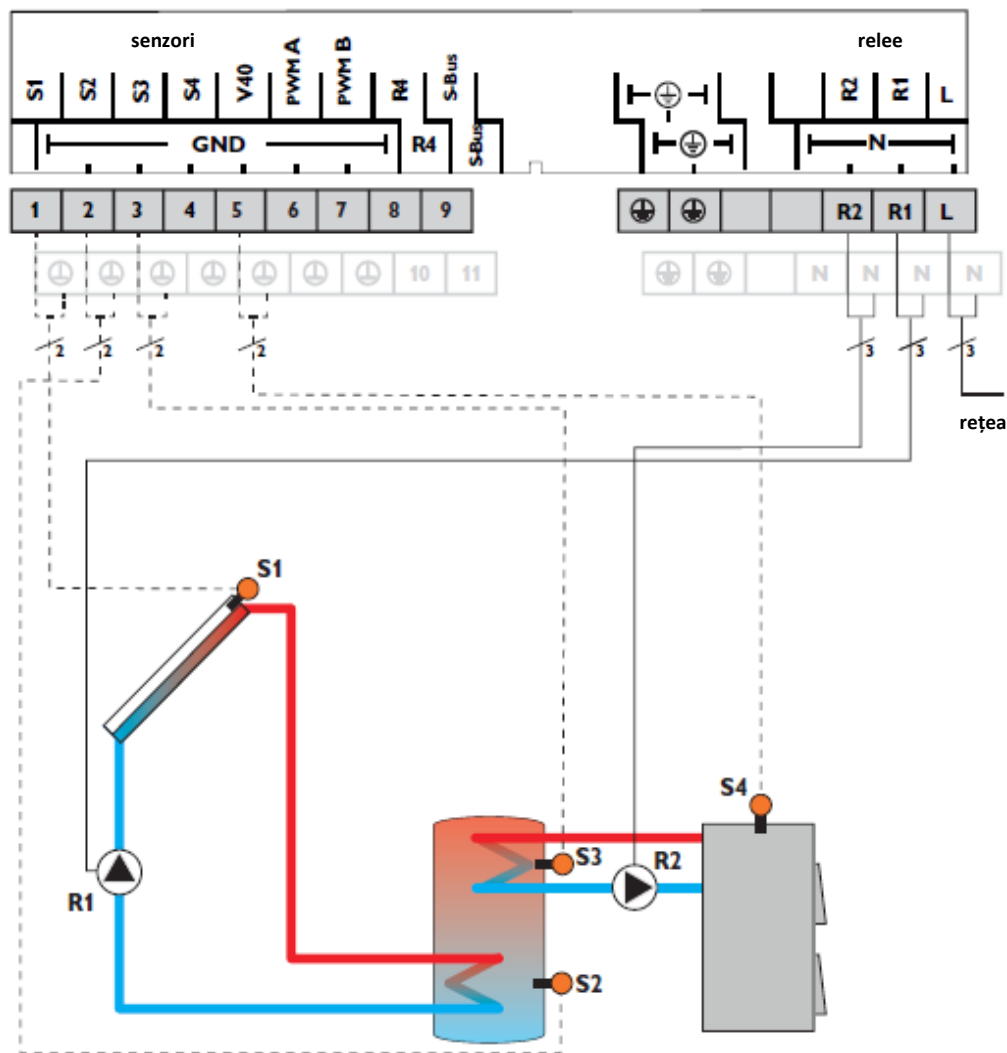 senzori relee
S1 S2 S3 S4 V40 PWM A PWM B R4 S-Bus R2 R1 L
GND R4 S-Bus N
1 2 3 4 5 6 7 8 9 R2 R1 L
10 11 N N N N
2 2 2 2 3 3 3
rețea
S1
S4
S3 R2
R1
S2